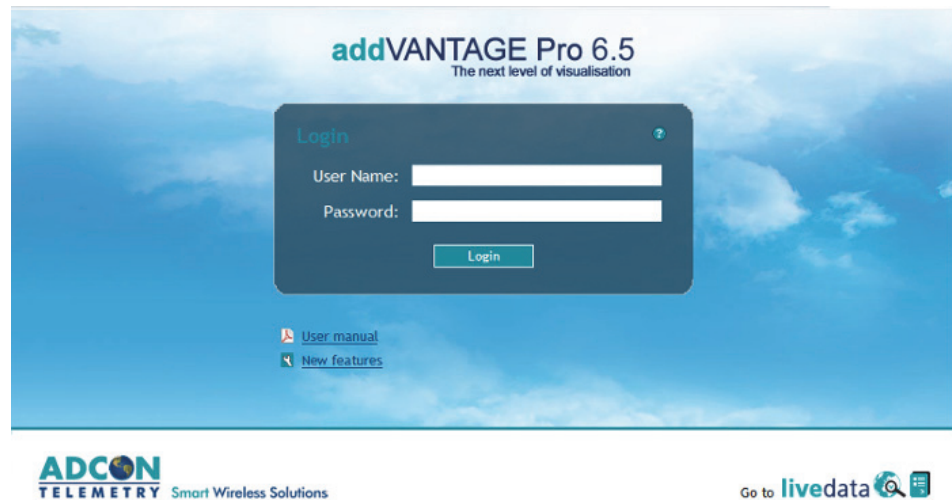 addVANTAGE Pro 6.5
The next level of visualisation
Login
?
User Name:
Password:
Login
User manual
New features
ADCON
TELEMETRY Smart Wireless Solutions
Go to livedata